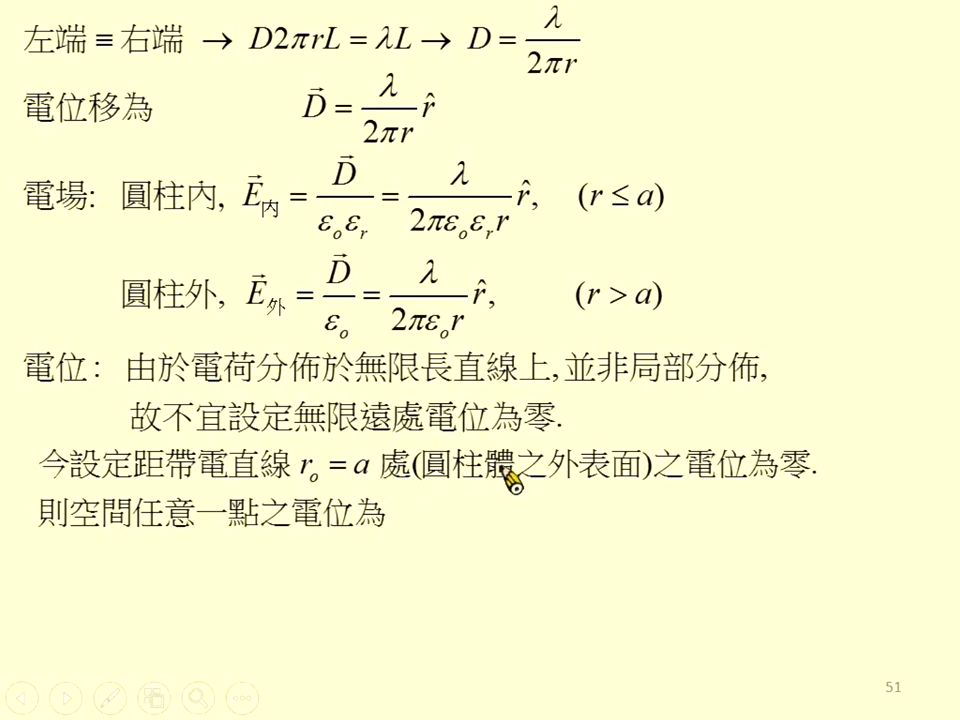 左端 ≡ 右端 → D2πrL = λL → D = λ/2πr
電位移為 D⃗ = λ/2πr r̂
電場: 圓柱內, E⃗內 = D⃗/εₒεᵣ = λ/2πεₒεᵣr r̂, (r ≤ a)
圓柱外, E⃗外 = D⃗/εₒ = λ/2πεₒr r̂, (r > a)
電位 : 由於電荷分佈於無限長直線上, 並非局部分佈,
故不宜設定無限遠處電位為零.
今設定距帶電直線 rₒ = a 處(圓柱體之外表面)之電位為零.
則空間任意一點之電位為
51